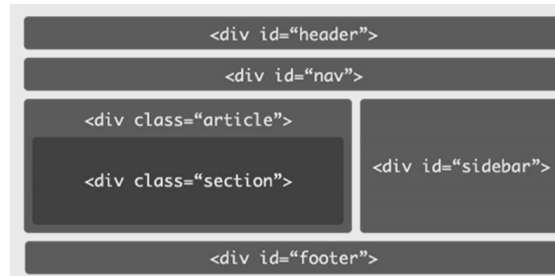 <div id=“header”>
<div id=“nav”>
<div class=“article”>
<div class=“section”>
<div id=“sidebar”>
<div id=“footer”>